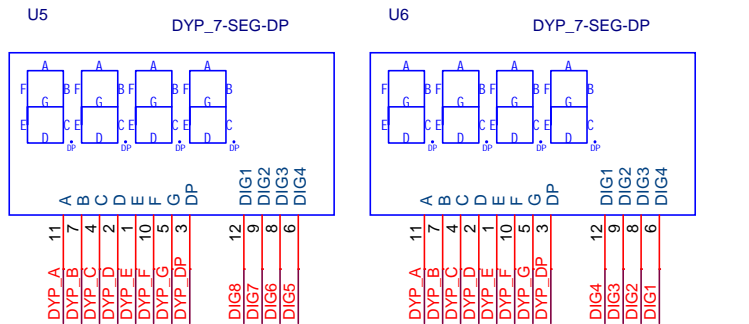 U5
DYP_7-SEG-DP
U6
DYP_7-SEG-DP
A A A A
F B F B F B F B
G G G G
E C E C E C E C
D D D D
DP DP DP DP
A A A A
F B F B F B F B
G G G G
E C E C E C E C
D D D D
DP DP DP DP
A B C D E F G DP DIG1 DIG2 DIG3 DIG4
11 7 4 2 1 10 5 3 12 9 8 6
DYP_A DYP_B DYP_C DYP_D DYP_E DYP_F DYP_G DYP_DP DIG8 DIG7 DIG6 DIG5
A B C D E F G DP DIG1 DIG2 DIG3 DIG4
11 7 4 2 1 10 5 3 12 9 8 6
DYP_A DYP_B DYP_C DYP_D DYP_E DYP_F DYP_G DYP_DP DIG4 DIG3 DIG2 DIG1